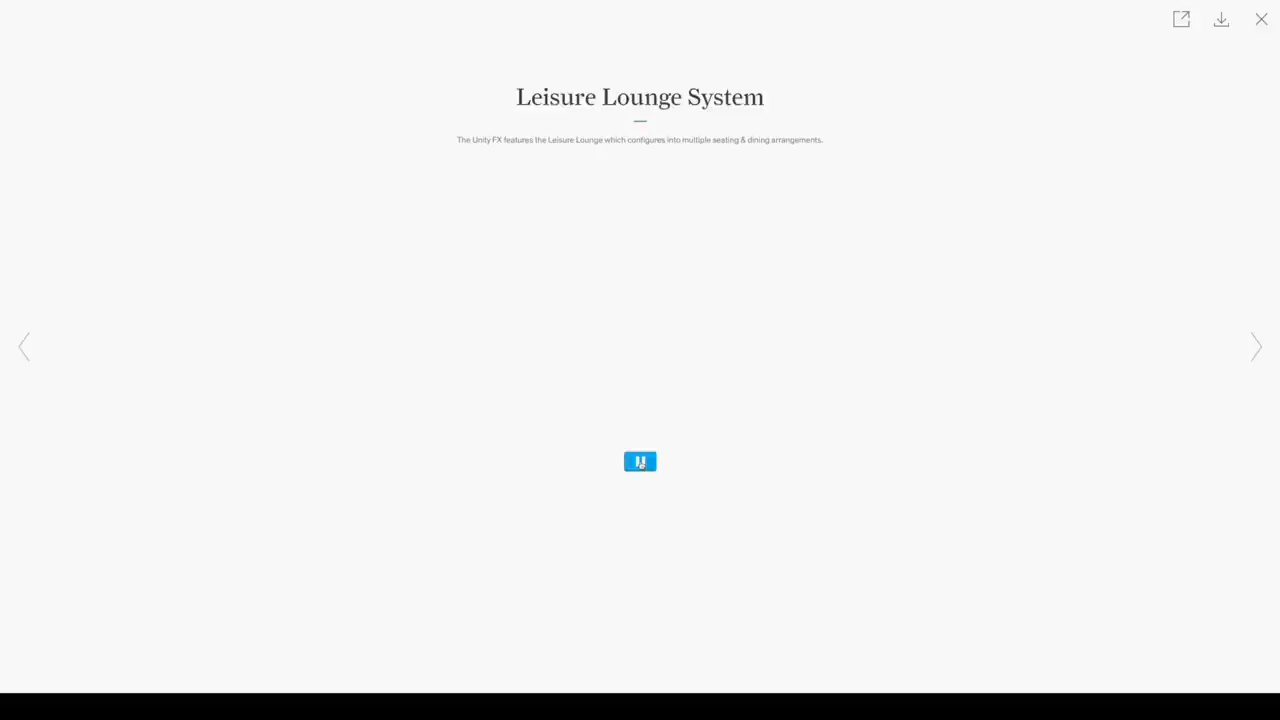 Leisure Lounge System
The Unity FX features the Leisure Lounge which configures into multiple seating & dining arrangements.